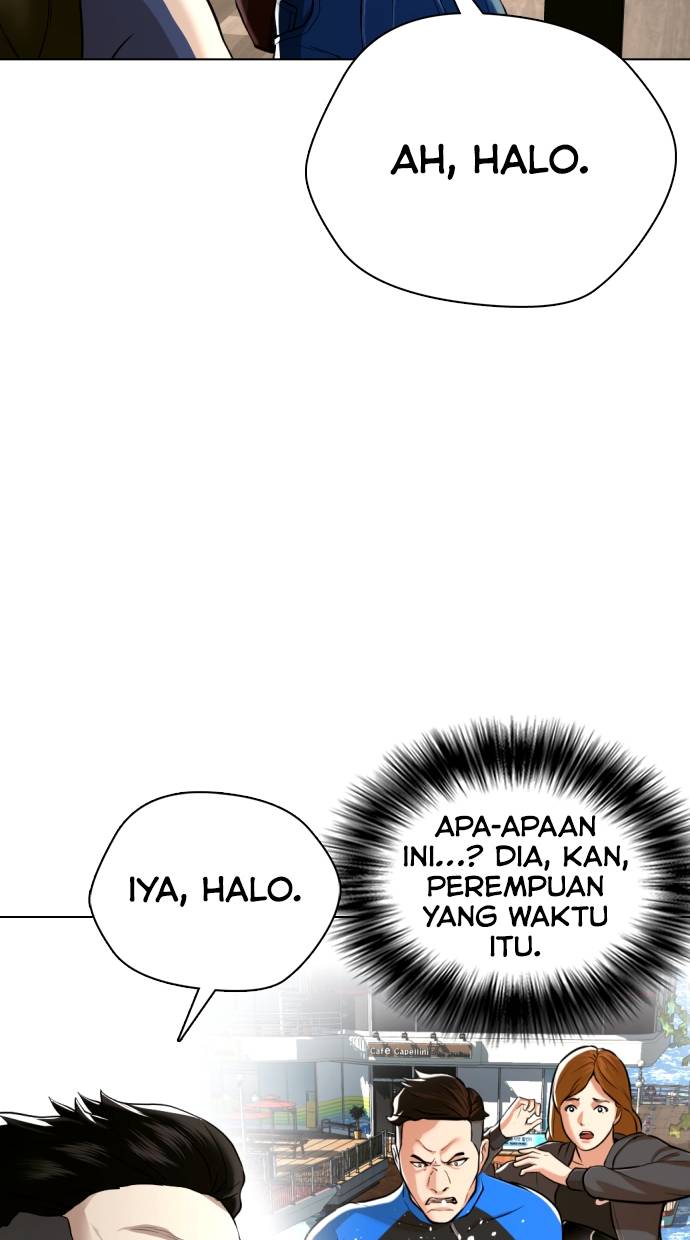 AH, HALO.
APA-APAAN
INI...? DIA, KAN,
PEREMPUAN
YANG WAKTU
ITU.
IYA, HALO.
Cafe Capellini